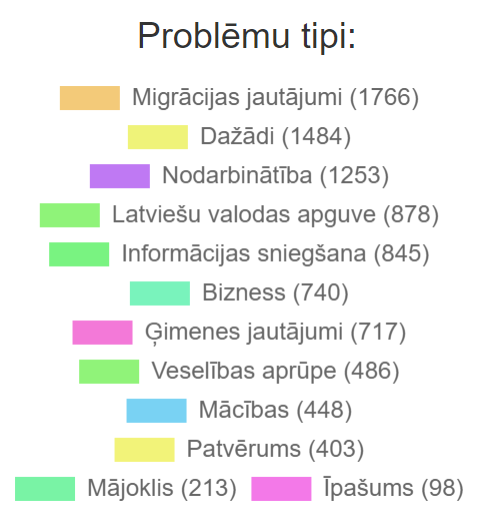 Problēmu tipi:
Migrācijas jautājumi (1766)
Dažādi (1484)
Nodarbinātība (1253)
Latviešu valodas apguve (878)
Informācijas sniegšana (845)
Bizness (740)
Ģimenes jautājumi (717)
Veselības aprūpe (486)
Mācības (448)
Patvērums (403)
Mājoklis (213) Īpašums (98)